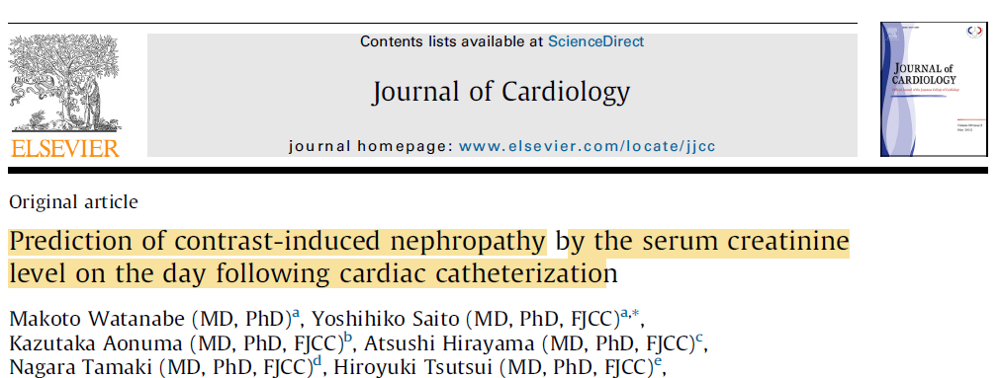 Contents lists available at ScienceDirect
Journal of Cardiology
journal homepage: www.elsevier.com/locate/jjcc
ELSEVIER
JOURNAL of
CARDIOLOGY
Original article
Prediction of contrast-induced nephropathy by the serum creatinine
level on the day following cardiac catheterization
Makoto Watanabe (MD, PhD)a, Yoshihiko Saito (MD, PhD, FJCC)a,*,
Kazutaka Aonuma (MD, PhD, FJCC)b, Atsushi Hirayama (MD, PhD, FJCC)c,
Nagara Tamaki (MD, PhD, FJCC)d, Hiroyuki Tsutsui (MD, PhD, FJCC)e,